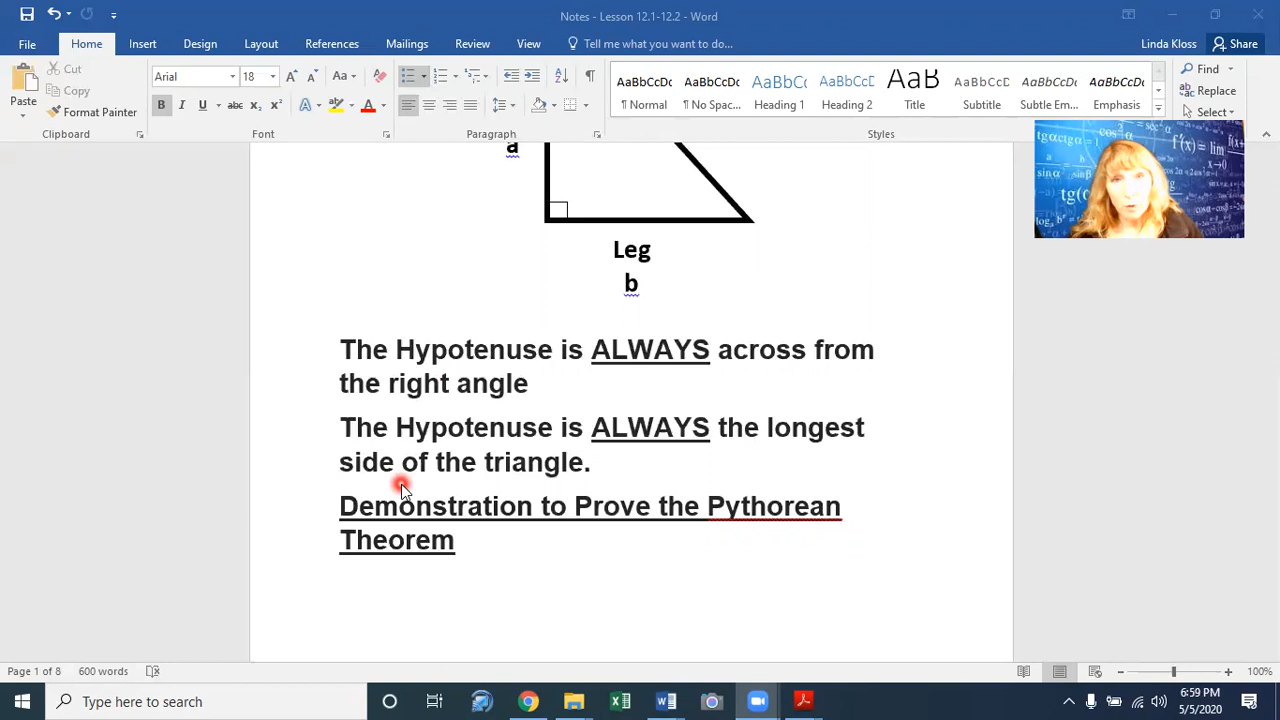 Notes - Lesson 12.1-12.2 - Word
File Home Insert Design Layout References Mailings Review View Tell me what you want to do... Linda Kloss Share
Paste
Cut
Copy
Format Painter
Clipboard
Arial 18
Font
Paragraph
AaBbCcDc AaBbCcDc AaBbCc AaBbCcD AaB AaBbCcD AaBbCcDc AaBbCcDc
¶ Normal ¶ No Spac... Heading 1 Heading 2 Title Subtitle Subtle Em... Emphasis
Styles
Find
Replace
Select
a
Leg
b
The Hypotenuse is ALWAYS across from
the right angle
The Hypotenuse is ALWAYS the longest
side of the triangle.
Demonstration to Prove the Pythorean
Theorem
Page 1 of 8 600 words 100%
Type here to search
6:59 PM
5/5/2020